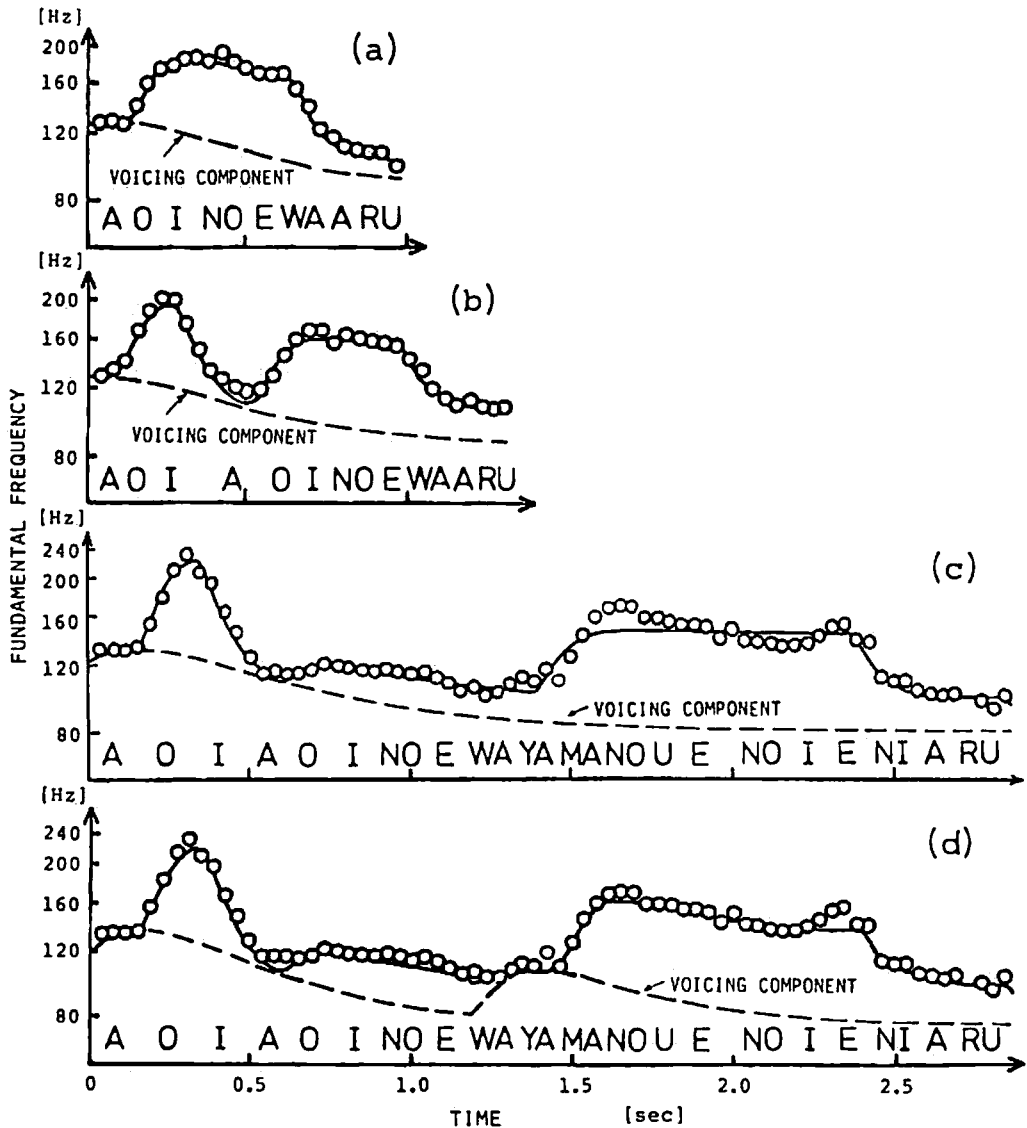 [Hz]
(a)
200
160
120
80
VOICING COMPONENT
A O I NO E WA A RU
[Hz]
(b)
200
160
120
80
VOICING COMPONENT
A O I A O I NO E WA A RU
FUNDAMENTAL FREQUENCY
[Hz]
(c)
240
200
160
120
80
VOICING COMPONENT
A O I A O I NO E WA YA MA NO U E NO I E NI A RU
[Hz]
(d)
240
200
160
120
80
VOICING COMPONENT
A O I A O I NO E WA YA MA NO U E NO I E NI A RU
0 0.5 1.0 1.5 2.0 2.5
TIME [sec]